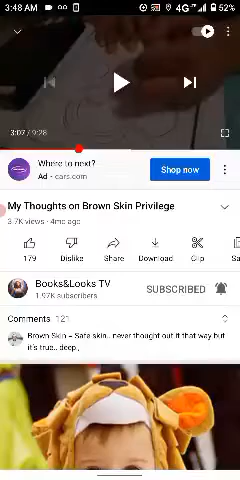 3:48 AM
4G
52%
3:07 / 9:28
Where to next?
Ad · cars.com
Shop now
My Thoughts on Brown Skin Privilege
3.7K views · 4mo ago
179
Dislike
Share
Download
Clip
Sa
Books&Looks TV
1.97K subscribers
SUBSCRIBED
Comments 121
Brown Skin = Safe skin.. never thought out it that way but
it's true.. deep,